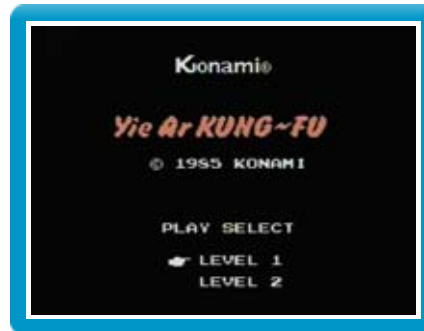 Konami®
Yie Ar KUNG~FU
© 1985 KONAMI
PLAY SELECT
LEVEL 1
LEVEL 2